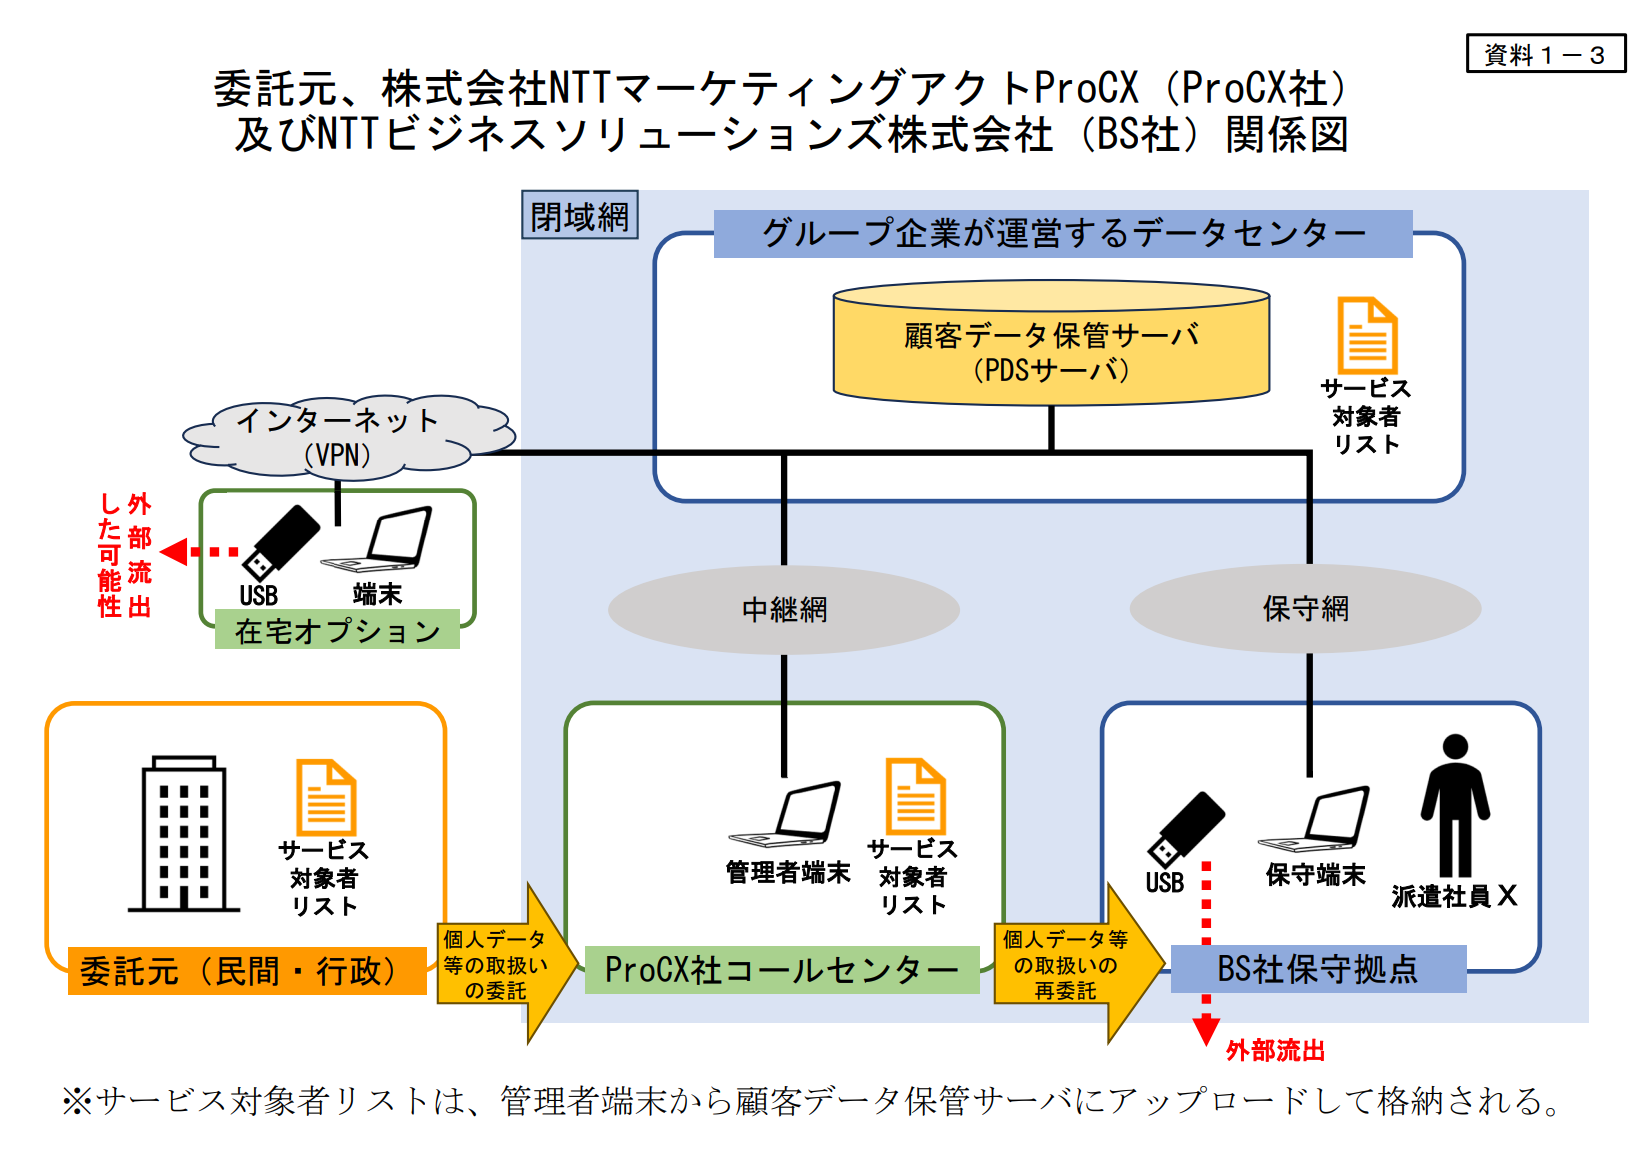 資料１－３
委託元、株式会社NTTマーケティングアクトProCX（ProCX社）
及びNTTビジネスソリューションズ株式会社（BS社）関係図
閉域網
グループ企業が運営するデータセンター
顧客データ保管サーバ
（PDSサーバ）
サービス
対象者
リスト
インターネット
（VPN）
外部流出
した可能性
USB
端末
在宅オプション
中継網
保守網
サービス
対象者
リスト
委託元（民間・行政）
個人データ
等の取扱い
の委託
管理者端末
サービス
対象者
リスト
ProCX社コールセンター
個人データ等
の取扱いの
再委託
USB
保守端末
派遣社員Ｘ
BS社保守拠点
外部流出
※サービス対象者リストは、管理者端末から顧客データ保管サーバにアップロードして格納される。